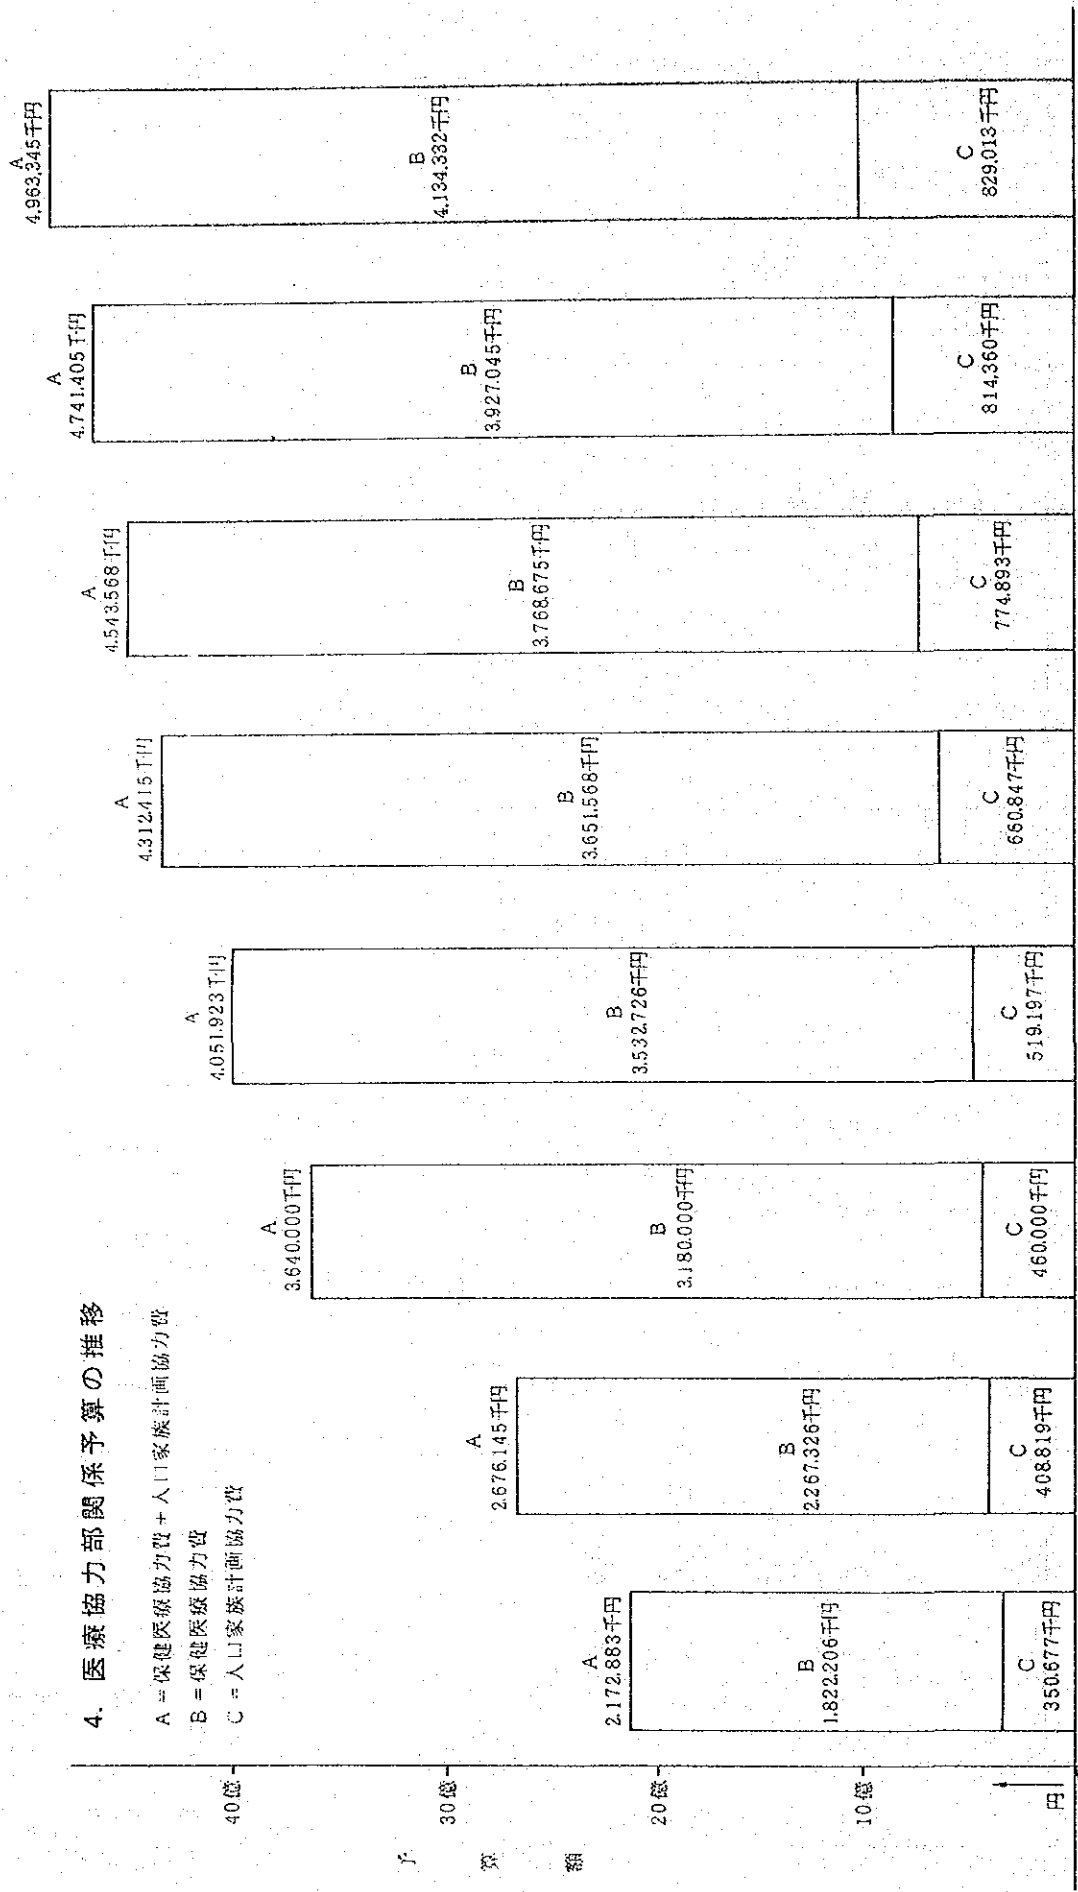 4. 医療協力部関係予算の推移
A = 保健医療協力費 + 人口家族計画協力費
B = 保健医療協力費
C = 人口家族計画協力費
予算額
40億
30億
20億
10億
円
A
2.172.883千円
B
1.822.206千円
C
350.677千円
A
2.676.145千円
B
2.267.326千円
C
408.819千円
A
3.640.000千円
B
3.180.000千円
C
460.000千円
A
4.051.923千円
B
3.532.726千円
C
519.197千円
A
4.312.415千円
B
3.651.568千円
C
660.847千円
A
4.543.568千円
B
3.768.675千円
C
774.893千円
A
4.741.405千円
B
3.927.045千円
C
814.360千円
A
4.963.345千円
B
4.134.332千円
C
829.013千円